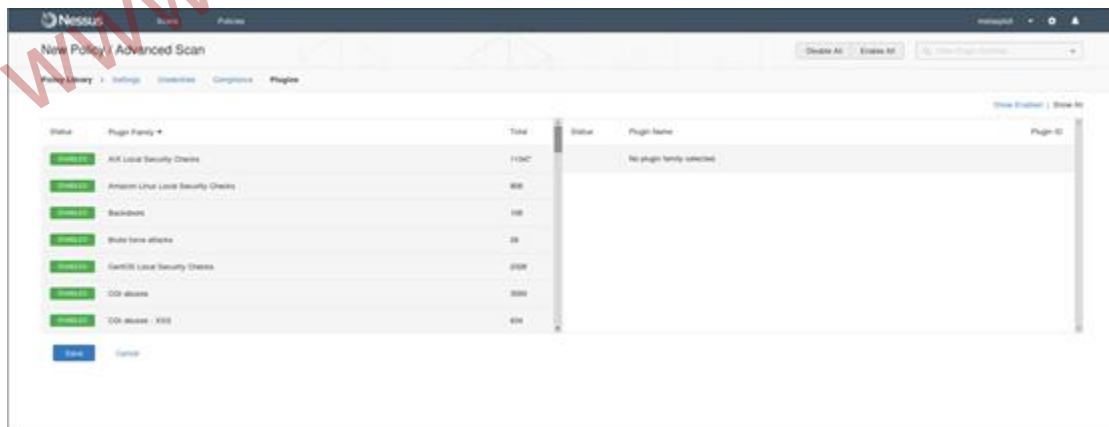 WWW
Nessus Scans Policies metasploit
New Policy / Advanced Scan Disable All Enable All
Policy Library > Settings Credentials Compliance Plugins
Show Enabled | Show All
Status Plugin Family Total Status Plugin Name Plugin ID
ENABLED AIX Local Security Checks No plugin family selected.
ENABLED Amazon Linux Local Security Checks
ENABLED Backdoors
ENABLED Brute force attacks
ENABLED CentOS Local Security Checks
ENABLED CGI abuses
ENABLED CGI abuses : XSS
Save Cancel